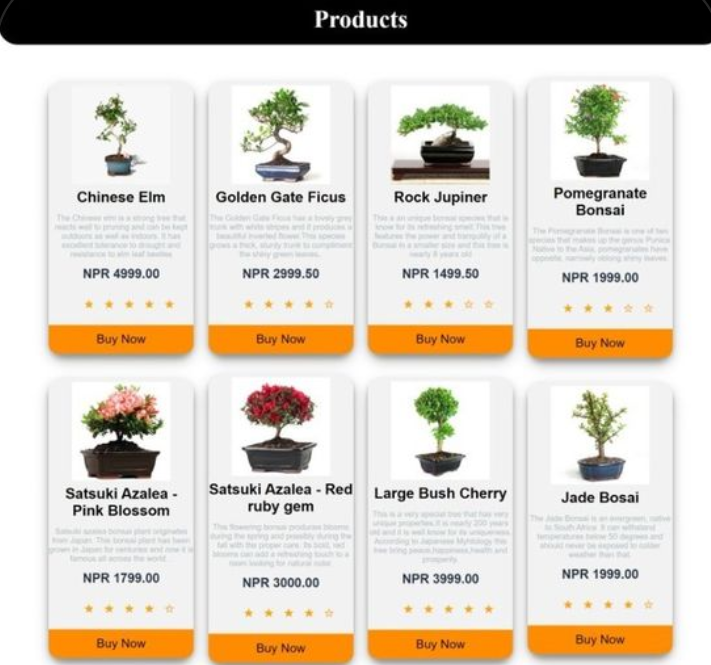 Products
Chinese Elm
The Chinese elm is a strong tree that
reacts well to pruning and can be kept
outdoors as well as indoors. It has
excellent tolerance to drought and
resistance to elm leaf beetles
NPR 4999.00
Buy Now
Golden Gate Ficus
The Golden Gate Ficus has a lovely grey
trunk with white stripes and it produces a
beautiful inverted flower. This species
grows a thick, sturdy trunk to compliment
the shiny green leaves.
NPR 2999.50
Buy Now
Rock Jupiner
This is an unique bonsai species that is
know for its refreshing smell. This tree
features the power and tranquility of a
Bonsai in a smaller size and this tree is
nearly 8 years old
NPR 1499.50
Buy Now
Pomegranate
Bonsai
The Pomegranate Bonsai is one of two
species that makes up the genus Punica
Native to the Asia, pomegranates have
opposite, narrowly oblong shiny leaves.
NPR 1999.00
Buy Now
Satsuki Azalea -
Pink Blossom
Satsuki azalea bonsai plant originates
from Japan. This bonsai plant has been
grown in Japan for centuries and now it is
famous all across the world
NPR 1799.00
Buy Now
Satsuki Azalea - Red
ruby gem
This flowering bonsai produces blooms
during the spring and possibly during the
fall with the proper care. Its bold, red
blooms can add a refreshing touch to a
room looking for natural color.
NPR 3000.00
Buy Now
Large Bush Cherry
This is a very special tree that has very
unique properties.It is nearly 200 years
old and it is well know for its uniqueness.
According to Japanese Myhtology this
tree bring peace,happiness,health and
prosperity.
NPR 3999.00
Buy Now
Jade Bosai
The Jade Bonsai is an evergreen, native
to South Africa. It can withstand
temperatures below 50 degrees and
should never be exposed to colder
weather than that.
NPR 1999.00
Buy Now